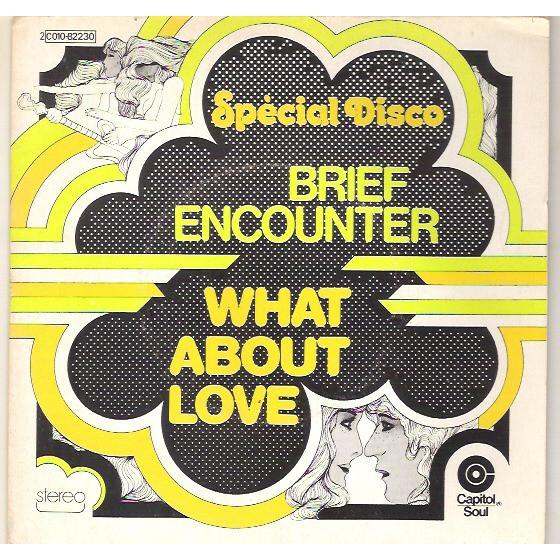 2C010-82230
Spécial Disco
BRIEF
ENCOUNTER
WHAT
ABOUT
LOVE
stereo
Capitol®
Soul